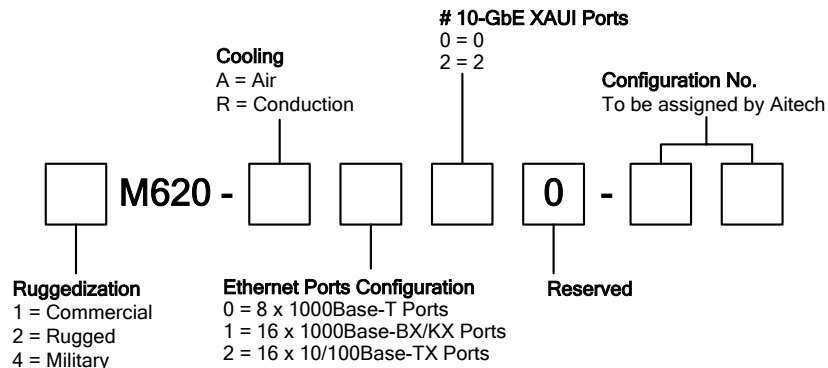 # 10-GbE XAUI Ports
0 = 0
2 = 2
Cooling
A = Air
R = Conduction
Configuration No.
To be assigned by Aitech
M620 - 0 -
Ruggedization
1 = Commercial
2 = Rugged
4 = Military
Ethernet Ports Configuration
0 = 8 x 1000Base-T Ports
1 = 16 x 1000Base-BX/KX Ports
2 = 16 x 10/100Base-TX Ports
Reserved